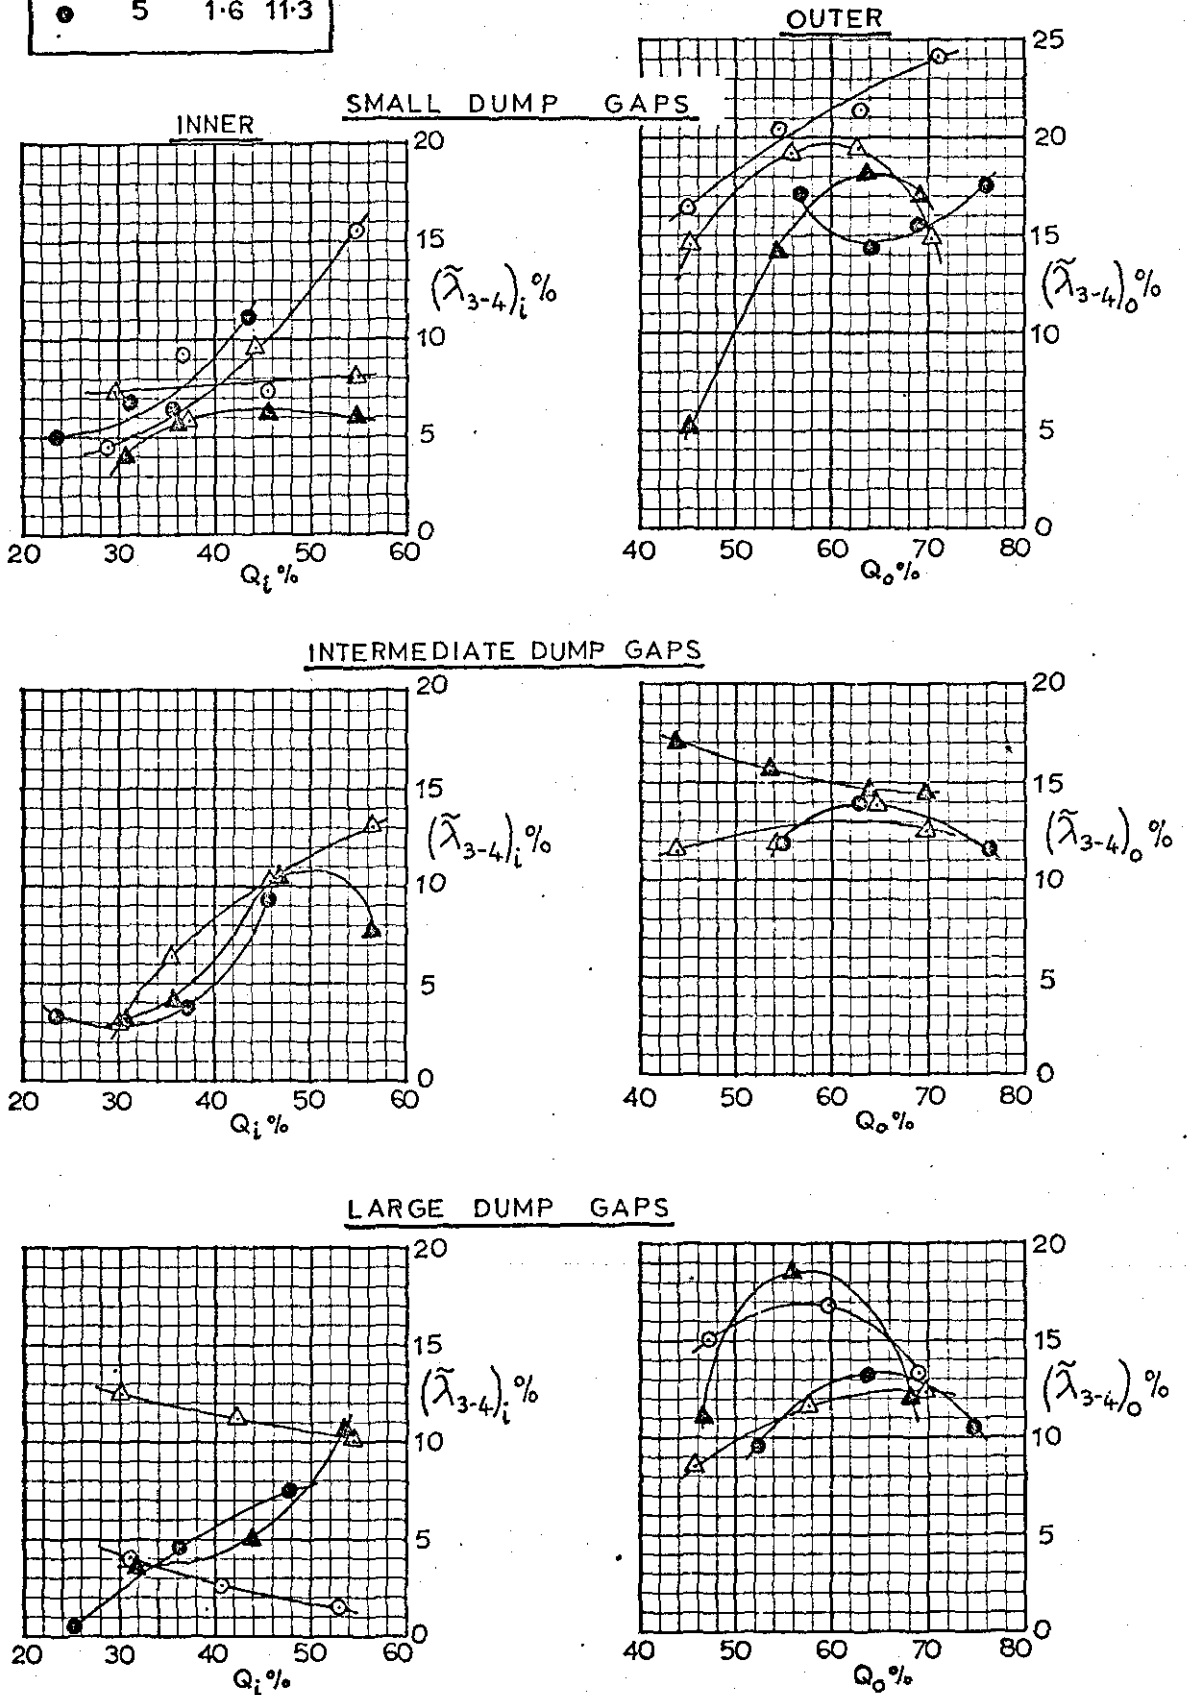 ● 5 1·6 11·3
OUTER
SMALL DUMP GAPS
INNER
25
20
15
10
5
0
(λ̃3-4)o%
40 50 60 70 80
Qo%
20
15
10
5
0
(λ̃3-4)i%
20 30 40 50 60
Qi%
INTERMEDIATE DUMP GAPS
20
15
10
5
0
(λ̃3-4)i%
20 30 40 50 60
Qi%
20
15
10
5
0
(λ̃3-4)o%
40 50 60 70 80
Qo%
LARGE DUMP GAPS
20
15
10
5
0
(λ̃3-4)i%
20 30 40 50 60
Qi%
20
15
10
5
0
(λ̃3-4)o%
40 50 60 70 80
Qo%